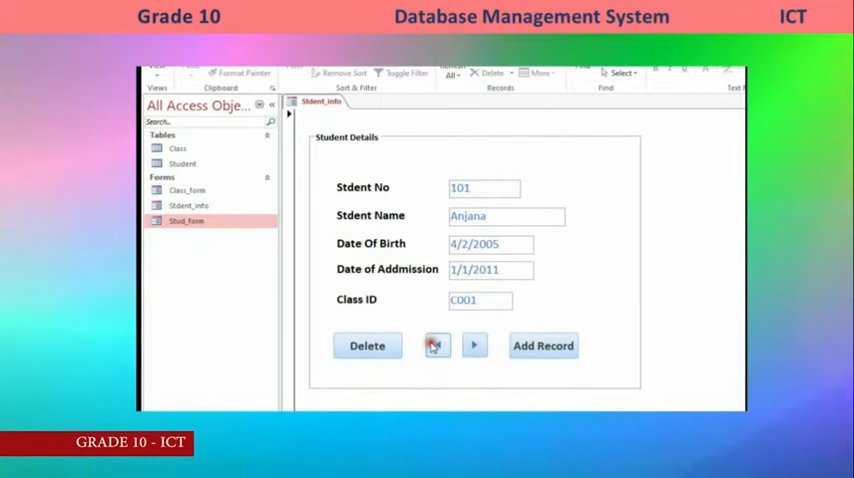 Grade 10 Database Management System ICT
Format Painter Remove Sort Toggle Filter All Delete More Select
Views Clipboard Sort & Filter Records Find
All Access Obje... Stdent_info
Search..
Tables
Class
Student
Forms
Class_form
Stdent_info
Stud_form
Student Details
Stdent No 101
Stdent Name Anjana
Date Of Birth 4/2/2005
Date of Addmission 1/1/2011
Class ID C001
Delete Add Record
GRADE 10 - ICT